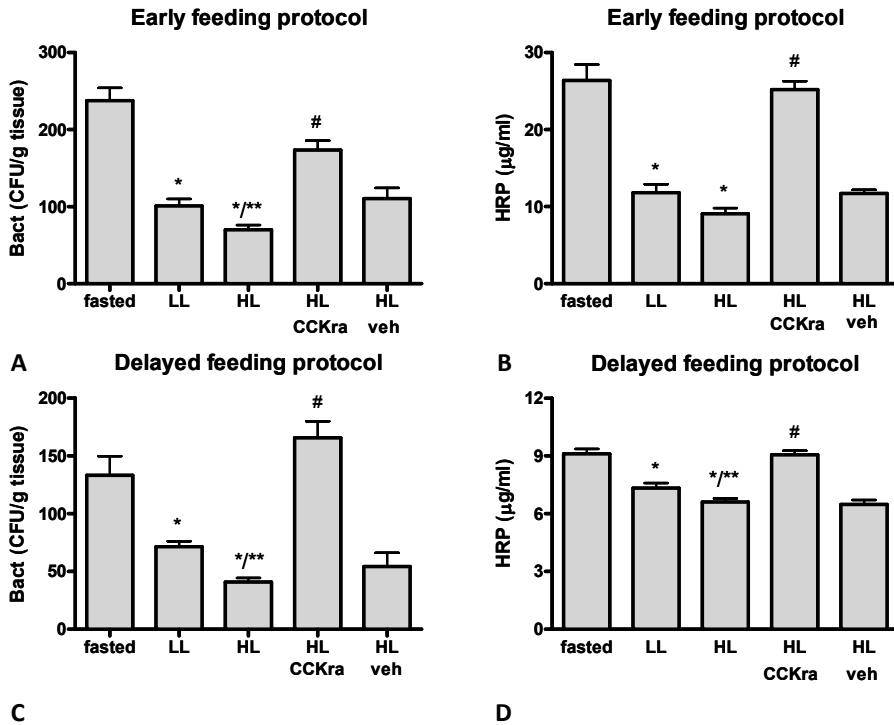 Early feeding protocol
Bact (CFU/g tissue)
300
200
100
0
*
*/**
#
fasted LL HL HL HL
CCKra veh
A
Early feeding protocol
HRP (μg/ml)
30
20
10
0
*
*
#
fasted LL HL HL HL
CCKra veh
B
Delayed feeding protocol
Bact (CFU/g tissue)
200
150
100
50
0
*
*/**
#
fasted LL HL HL HL
CCKra veh
C
Delayed feeding protocol
HRP (μg/ml)
12
9
6
3
0
*
*/**
#
fasted LL HL HL HL
CCKra veh
D